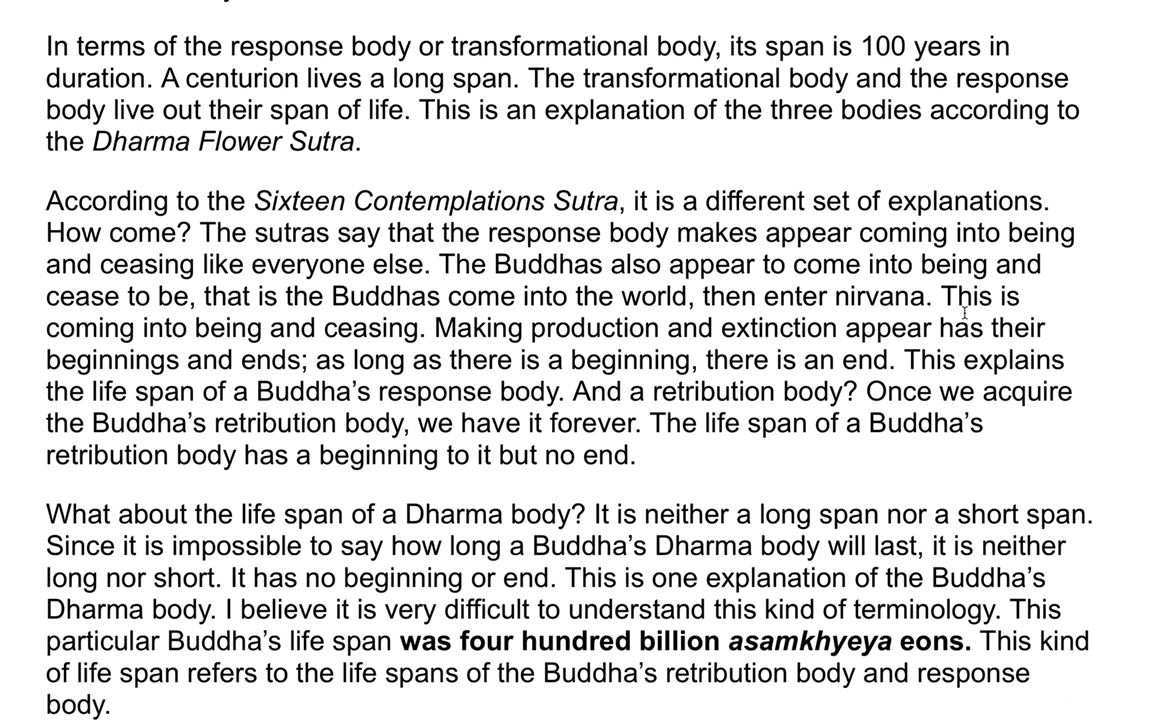 In terms of the response body or transformational body, its span is 100 years in
duration. A centurion lives a long span. The transformational body and the response
body live out their span of life. This is an explanation of the three bodies according to
the Dharma Flower Sutra.
According to the Sixteen Contemplations Sutra, it is a different set of explanations.
How come? The sutras say that the response body makes appear coming into being
and ceasing like everyone else. The Buddhas also appear to come into being and
cease to be, that is the Buddhas come into the world, then enter nirvana. This is
coming into being and ceasing. Making production and extinction appear has their
beginnings and ends; as long as there is a beginning, there is an end. This explains
the life span of a Buddha’s response body. And a retribution body? Once we acquire
the Buddha’s retribution body, we have it forever. The life span of a Buddha’s
retribution body has a beginning to it but no end.
What about the life span of a Dharma body? It is neither a long span nor a short span.
Since it is impossible to say how long a Buddha’s Dharma body will last, it is neither
long nor short. It has no beginning or end. This is one explanation of the Buddha’s
Dharma body. I believe it is very difficult to understand this kind of terminology. This
particular Buddha’s life span was four hundred billion asamkhyeya eons. This kind
of life span refers to the life spans of the Buddha’s retribution body and response
body.